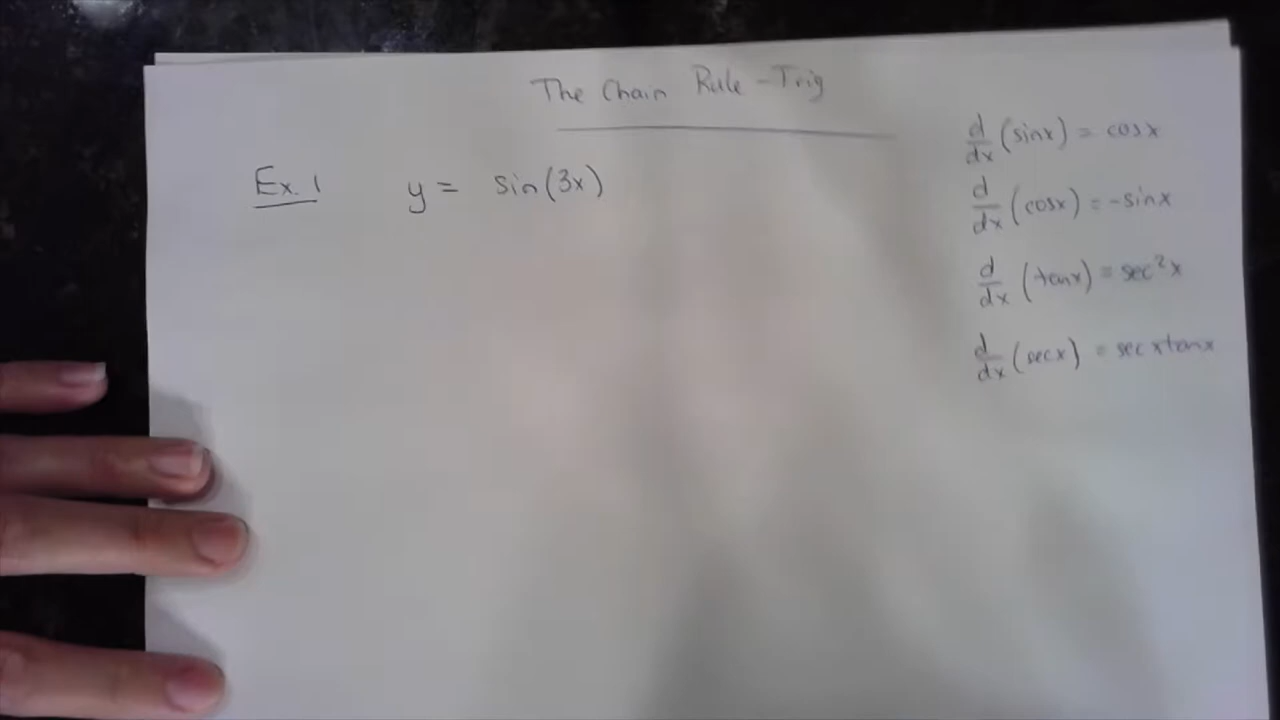 The Chain Rule - Trig
Ex. 1 y = sin(3x)
d/dx (sinx) = cosx
d/dx (cosx) = -sinx
d/dx (tanx) = sec²x
d/dx (secx) = secxtanx